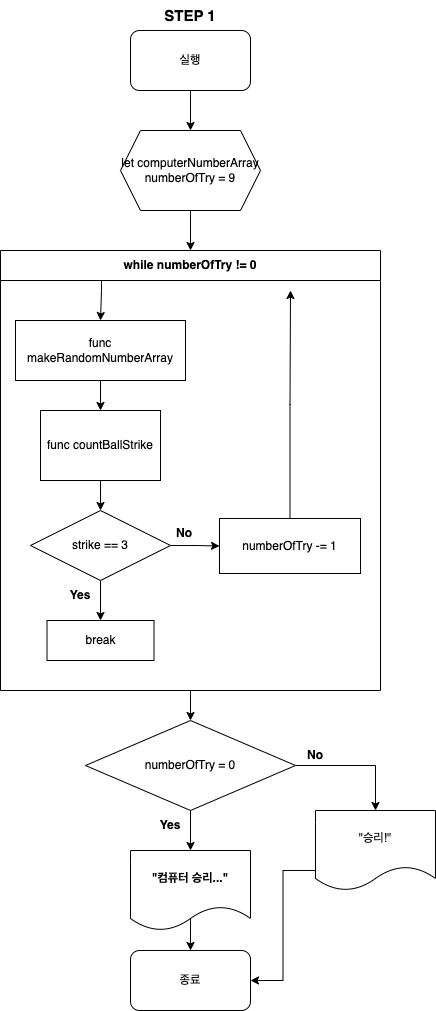 STEP 1
실행
let computerNumberArray
numberOfTry = 9
while numberOfTry != 0
func
makeRandomNumberArray
func countBallStrike
strike == 3
No
numberOfTry -= 1
Yes
break
numberOfTry = 0
No
Yes
"승리!"
"컴퓨터 승리..."
종료